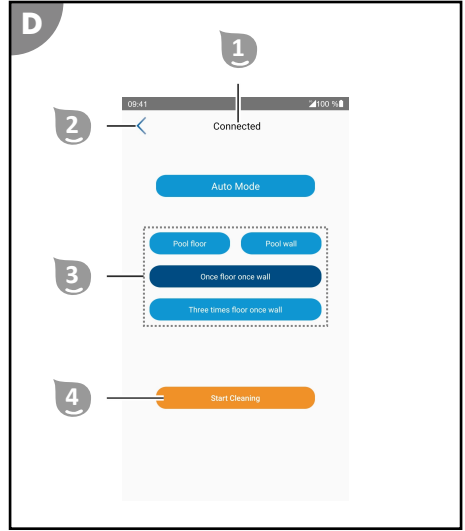 D
1
09:41 100 %
2
Connected
Auto Mode
Pool floor Pool wall
3
Once floor once wall
Three times floor once wall
4
Start Cleaning